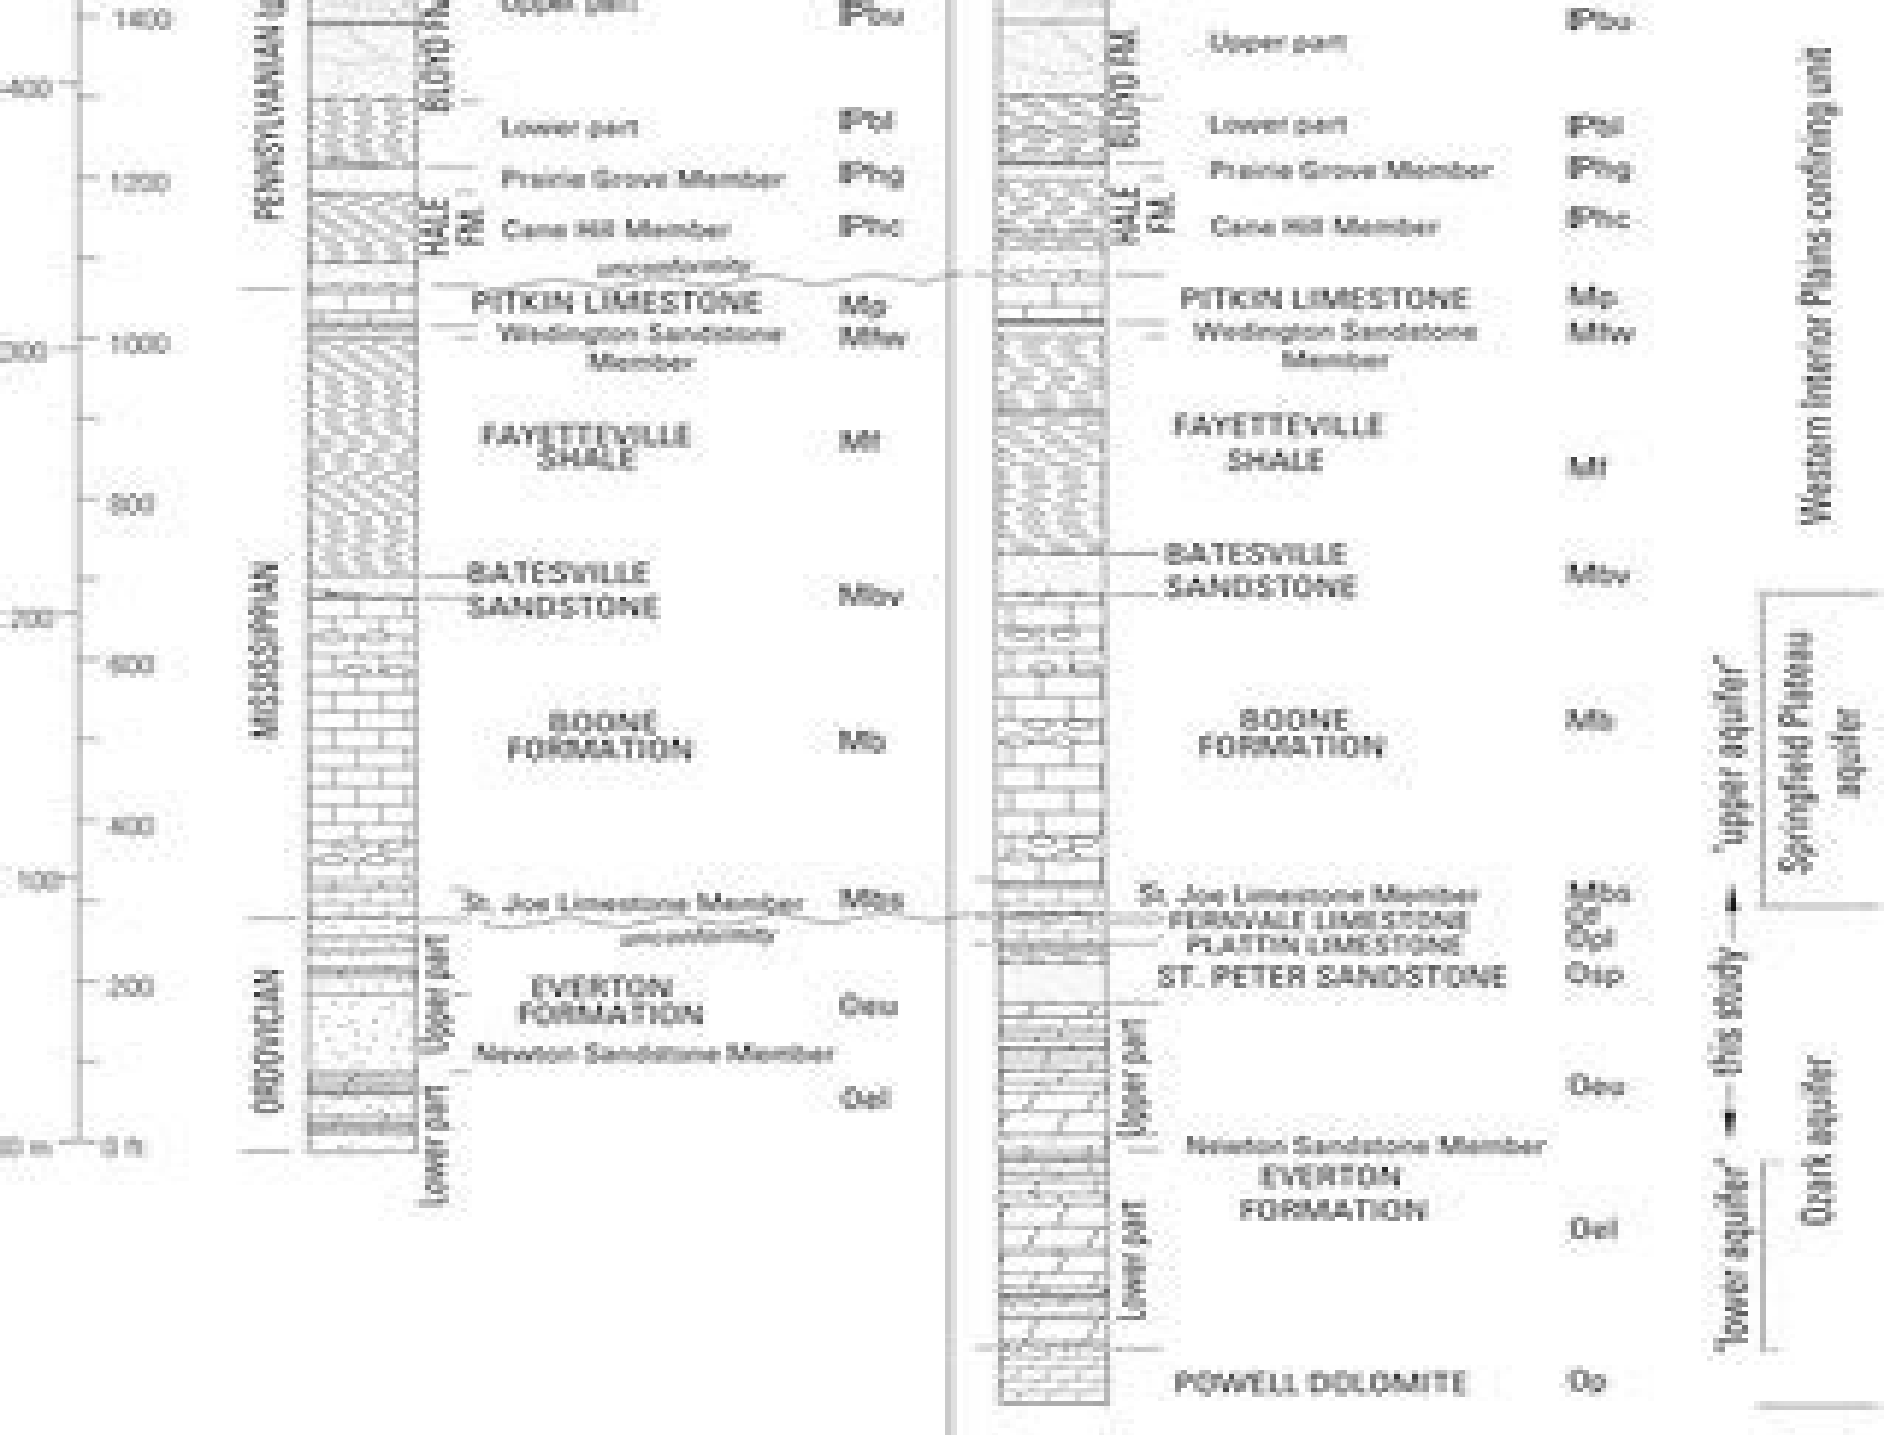 1400
400
1200
1000
800
200
600
400
100
200
0 m
0 ft
PENNSYLVANIAN
MISSISSIPPIAN
ORDOVICIAN
Upper part
BLOYD
Lower part
IPbl
Prairie Grove Member
IPhg
HALE
FM.
Cane Hill Member
IPhc
unconformity
PITKIN LIMESTONE
Mp
Wedington Sandstone
Member
Mfw
FAYETTEVILLE
SHALE
Mf
BATESVILLE
SANDSTONE
Mbv
BOONE
FORMATION
Mb
St. Joe Limestone Member
Mbs
unconformity
Upper part
EVERTON
FORMATION
Oeu
Newton Sandstone Member
Oel
Lower part
IPbu
BLOYD FM.
Upper part
Lower part
IPbl
Prairie Grove Member
IPhg
HALE
FM.
Cane Hill Member
IPhc
PITKIN LIMESTONE
Mp
Wedington Sandstone
Member
Mfw
FAYETTEVILLE
SHALE
Mf
BATESVILLE
SANDSTONE
Mbv
BOONE
FORMATION
Mb
St. Joe Limestone Member
Mbs
FERNVALE LIMESTONE
PLATTIN LIMESTONE
Opl
ST. PETER SANDSTONE
Osp
Upper part
Oeu
Newton Sandstone Member
EVERTON
FORMATION
Oel
Lower part
POWELL DOLOMITE
Op
"upper aquifer"
this study
"lower aquifer"
Western Interior Plains confining unit
Springfield Plateau
aquifer
Ozark aquifer